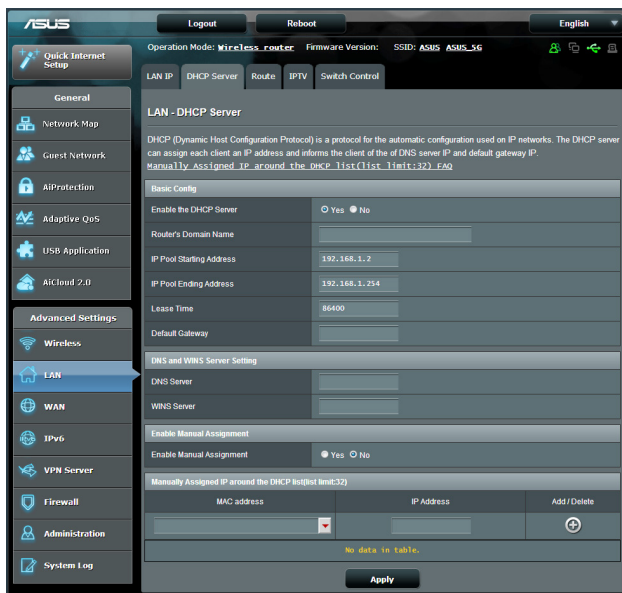 ASUS
Logout
Reboot
English
Quick Internet
Setup
Operation Mode: Wireless router Firmware Version: SSID: ASUS ASUS_5G
LAN IP
DHCP Server
Route
IPTV
Switch Control
General
Network Map
Guest Network
AiProtection
Adaptive QoS
USB Application
AiCloud 2.0
Advanced Settings
Wireless
LAN
WAN
IPv6
VPN Server
Firewall
Administration
System Log
LAN - DHCP Server
DHCP (Dynamic Host Configuration Protocol) is a protocol for the automatic configuration used on IP networks. The DHCP server
can assign each client an IP address and informs the client of the of DNS server IP and default gateway IP.
Manually Assigned IP around the DHCP list(list limit:32) FAQ
Basic Config
Enable the DHCP Server Yes No
Router's Domain Name
IP Pool Starting Address 192.168.1.2
IP Pool Ending Address 192.168.1.254
Lease Time 86400
Default Gateway
DNS and WINS Server Setting
DNS Server
WINS Server
Enable Manual Assignment
Enable Manual Assignment Yes No
Manually Assigned IP around the DHCP list(list limit:32)
MAC address IP Address Add / Delete
No data in table.
Apply